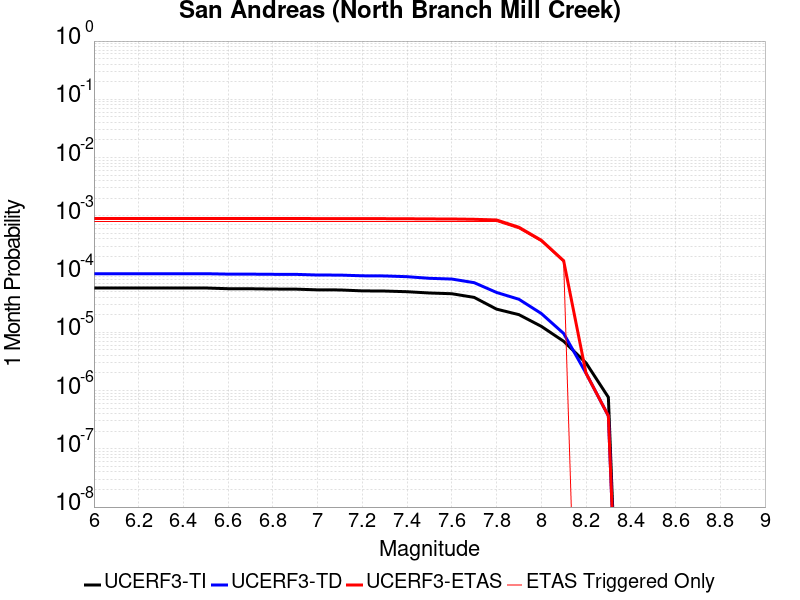 San Andreas (North Branch Mill Creek)
10^0
10^-1
10^-2
10^-3
10^-4
10^-5
10^-6
10^-7
10^-8
1 Month Probability
6 6.2 6.4 6.6 6.8 7 7.2 7.4 7.6 7.8 8 8.2 8.4 8.6 8.8 9
Magnitude
UCERF3-TI UCERF3-TD UCERF3-ETAS ETAS Triggered Only